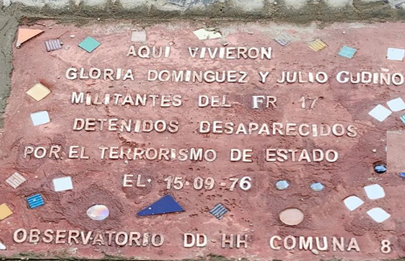 AQUI VIVIERON
GLORIA DOMINGUEZ Y JULIO GUDIÑO
MILITANTES DEL FR 17
DETENIDOS DESAPARECIDOS
POR EL TERRORISMO DE ESTADO
EL 15-09-76
OBSERVATORIO DD-HH COMUNA 8